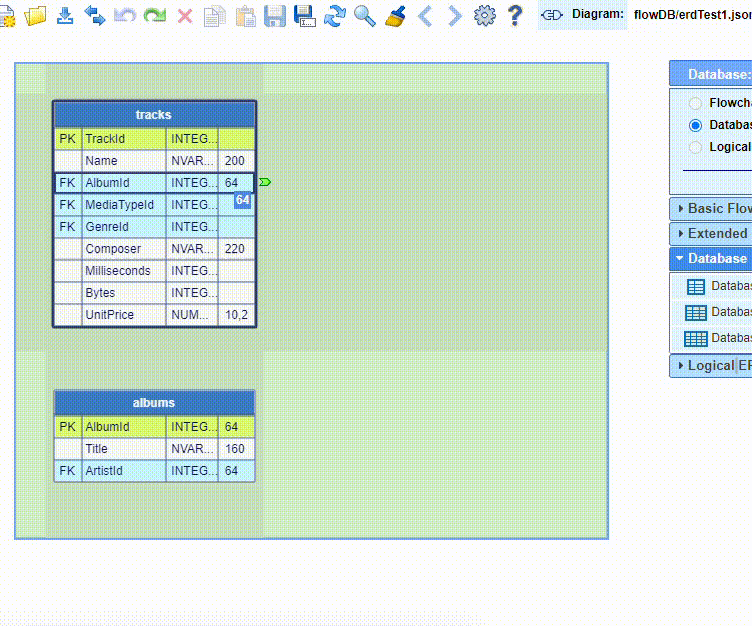 Diagram: flowDB/erdTest1.json
Database:
Flowcha
Databas
Logical
Basic Flow
Extended
Database
Databas
Databas
Databas
Logical ER
tracks
PK TrackId INTEG...
Name NVAR... 200
FK AlbumId INTEG... 64
64
FK MediaTypeId INTEG...
FK GenreId INTEG...
Composer NVAR... 220
Milliseconds INTEG...
Bytes INTEG...
UnitPrice NUM... 10,2
albums
PK AlbumId INTEG... 64
Title NVAR... 160
FK ArtistId INTEG... 64